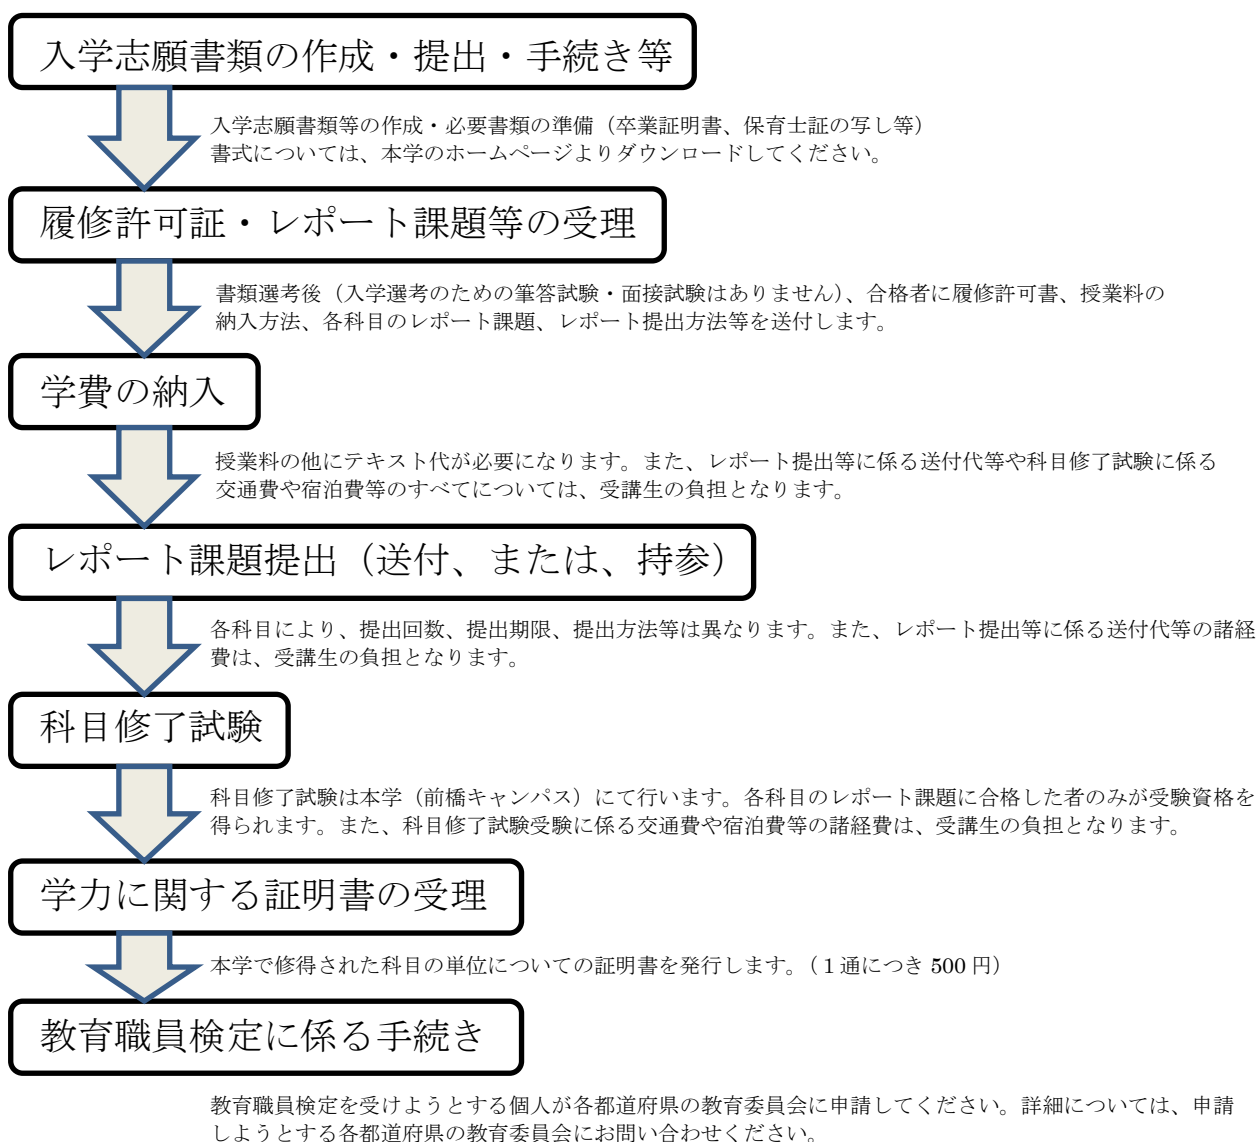 入学志願書類の作成・提出・手続き等
入学志願書類等の作成・必要書類の準備（卒業証明書、保育士証の写し等）
書式については、本学のホームページよりダウンロードしてください。
履修許可証・レポート課題等の受理
書類選考後（入学選考のための筆答試験・面接試験はありません）、合格者に履修許可書、授業料の
納入方法、各科目のレポート課題、レポート提出方法等を送付します。
学費の納入
授業料の他にテキスト代が必要になります。また、レポート提出等に係る送付代等や科目修了試験に係る
交通費や宿泊費等のすべてについては、受講生の負担となります。
レポート課題提出（送付、または、持参）
各科目により、提出回数、提出期限、提出方法等は異なります。また、レポート提出等に係る送付代等の諸経
費は、受講生の負担となります。
科目修了試験
科目修了試験は本学（前橋キャンパス）にて行います。各科目のレポート課題に合格した者のみが受験資格を
得られます。また、科目修了試験受験に係る交通費や宿泊費等の諸経費は、受講生の負担となります。
学力に関する証明書の受理
本学で修得された科目の単位についての証明書を発行します。（１通につき 500 円）
教育職員検定に係る手続き
教育職員検定を受けようとする個人が各都道府県の教育委員会に申請してください。詳細については、申請
しようとする各都道府県の教育委員会にお問い合わせください。